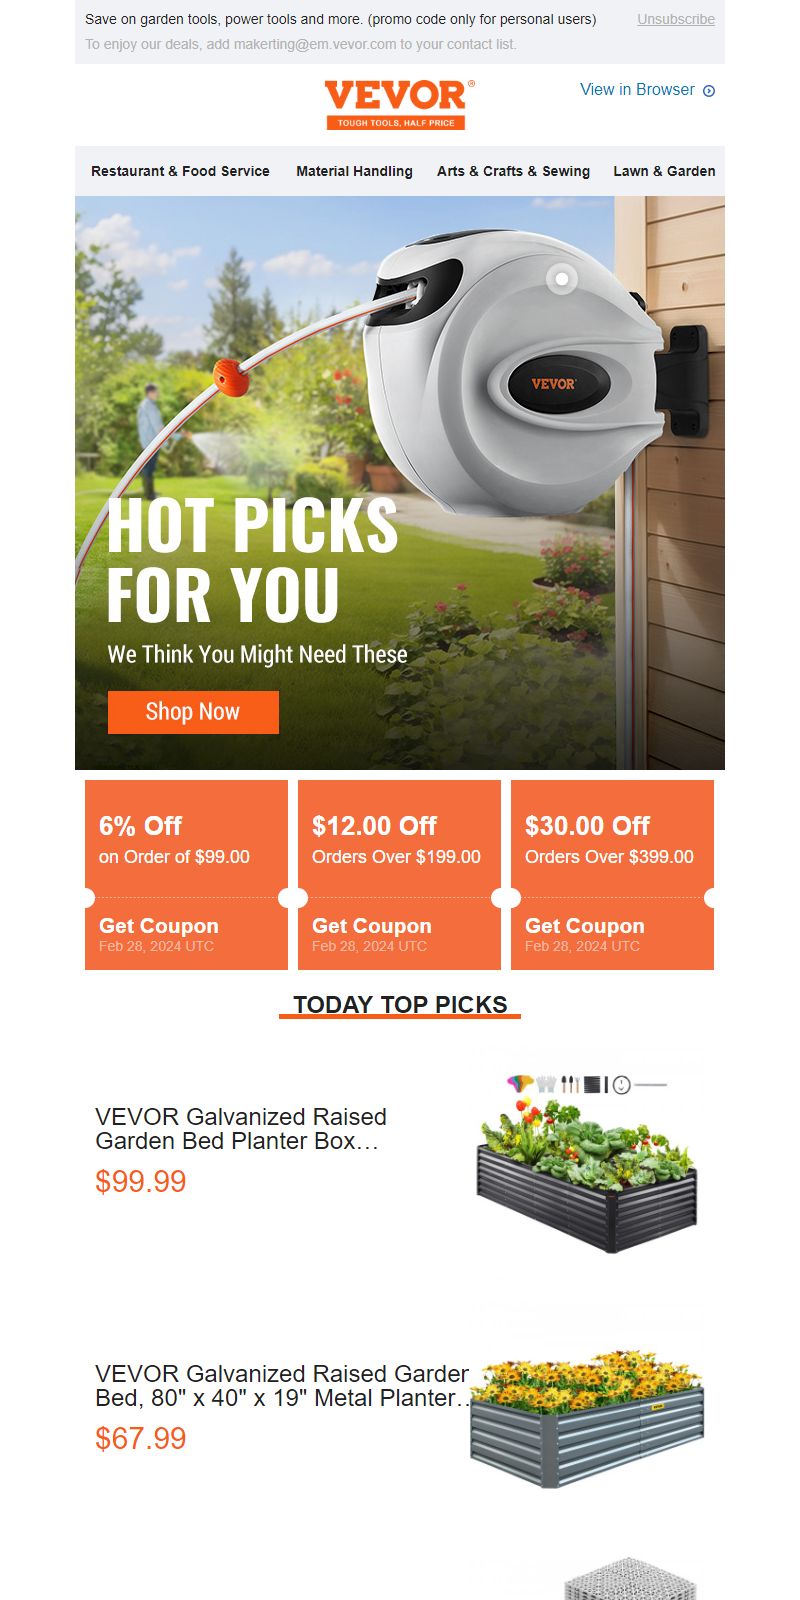 Save on garden tools, power tools and more. (promo code only for personal users)
Unsubscribe
To enjoy our deals, add makerting@em.vevor.com to your contact list.
VEVOR®
TOUGH TOOLS, HALF PRICE
View in Browser
Restaurant & Food Service
Material Handling
Arts & Crafts & Sewing
Lawn & Garden
VEVOR
HOT PICKS
FOR YOU
We Think You Might Need These
Shop Now
6% Off
on Order of $99.00
Get Coupon
Feb 28, 2024 UTC
$12.00 Off
Orders Over $199.00
Get Coupon
Feb 28, 2024 UTC
$30.00 Off
Orders Over $399.00
Get Coupon
Feb 28, 2024 UTC
TODAY TOP PICKS
VEVOR Galvanized Raised
Garden Bed Planter Box…
$99.99
VEVOR Galvanized Raised Garden
Bed, 80" x 40" x 19" Metal Planter…
$67.99